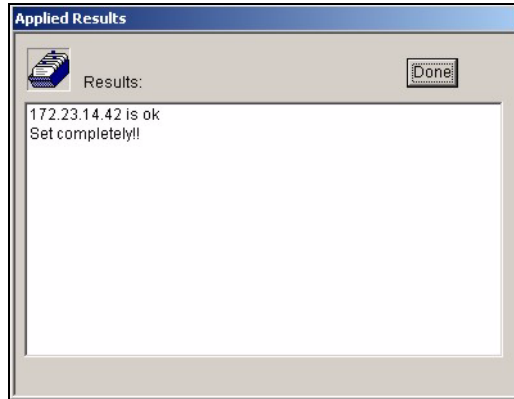 Applied Results
Results:
Done
172.23.14.42 is ok
Set completely!!